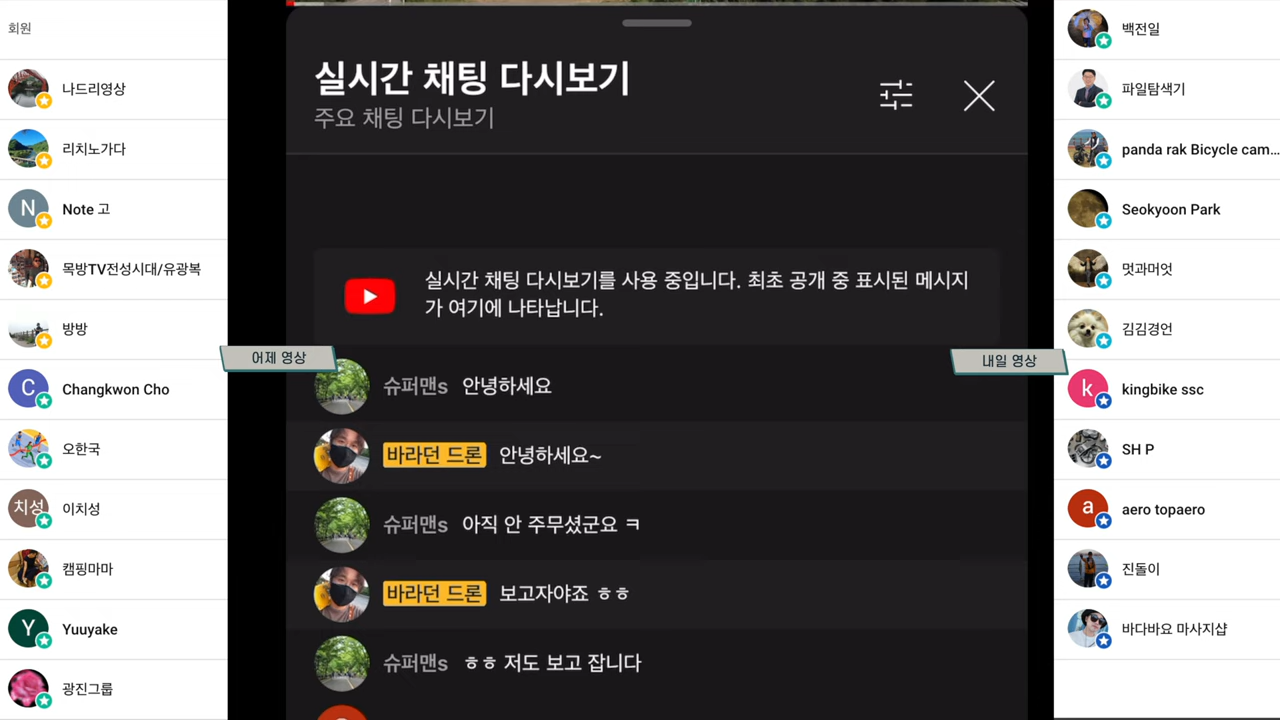 회원
나드리영상
리치노가다
N
Note 고
목방TV전성시대/유광복
방방
C
Changkwon Cho
오한국
치성
이치성
캠핑마마
Y
Yuuyake
광진그룹
실시간 채팅 다시보기
주요 채팅 다시보기
실시간 채팅 다시보기를 사용 중입니다. 최초 공개 중 표시된 메시지
가 여기에 나타납니다.
어제 영상
내일 영상
슈퍼맨s 안녕하세요
바라던 드론 안녕하세요~
슈퍼맨s 아직 안 주무셨군요 ㅋ
바라던 드론 보고자야죠 ㅎㅎ
슈퍼맨s ㅎㅎ 저도 보고 잡니다
백전일
파일탐색기
panda rak Bicycle cam...
Seokyoon Park
멋과머엇
김김경언
k
kingbike ssc
SH P
a
aero topaero
진돌이
바다바요 마사지샵